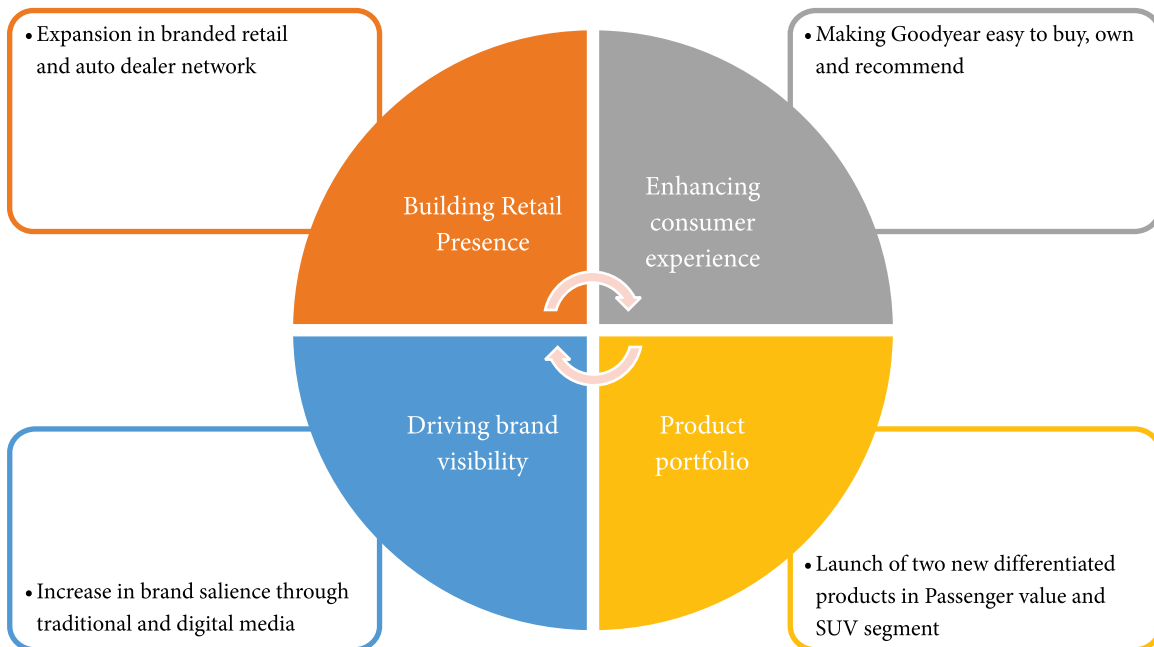 • Expansion in branded retail
and auto dealer network
• Making Goodyear easy to buy, own
and recommend
Building Retail
Presence
Enhancing
consumer
experience
Driving brand
visibility
Product
portfolio
• Increase in brand salience through
traditional and digital media
• Launch of two new differentiated
products in Passenger value and
SUV segment